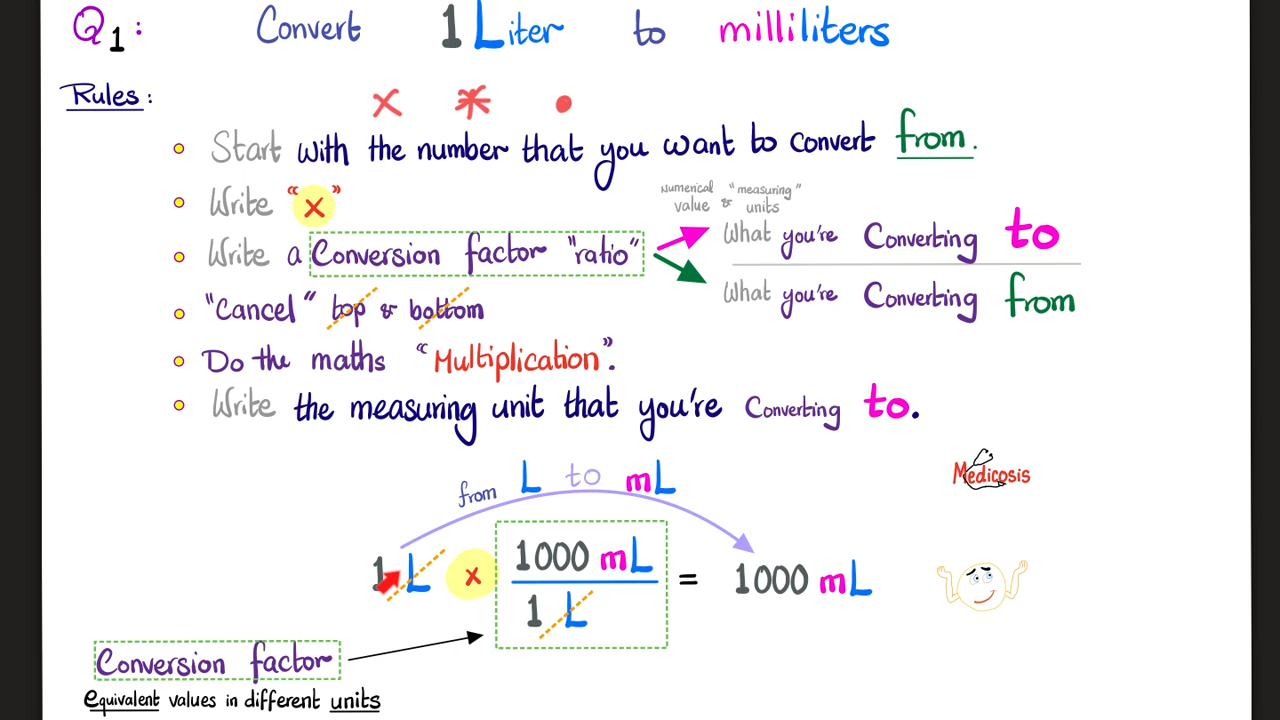 Q1: Convert 1 Liter to milliliters
Rules:
× * •
• Start with the number that you want to convert from.
• Write "×"
Numerical value & "measuring" units
• Write a Conversion factor "ratio"
What you're Converting to
What you're Converting from
• "Cancel" top & bottom
• Do the maths "Multiplication".
• Write the measuring unit that you're Converting to.
Medicosis
from L to mL
1 L × 1000 mL / 1 L = 1000 mL
Conversion factor
equivalent values in different units